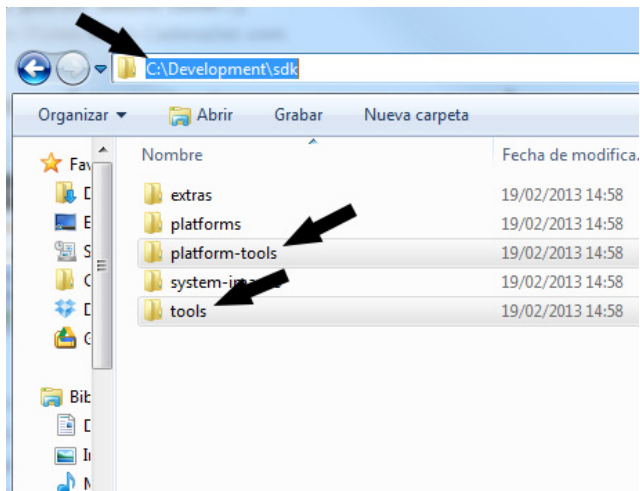 C:\Development\sdk
Organizar Abrir Grabar Nueva carpeta
Nombre Fecha de modifica.
Fav
extras 19/02/2013 14:58
platforms 19/02/2013 14:58
platform-tools 19/02/2013 14:58
19/02/2013 14:58
tools 19/02/2013 14:58
Bib